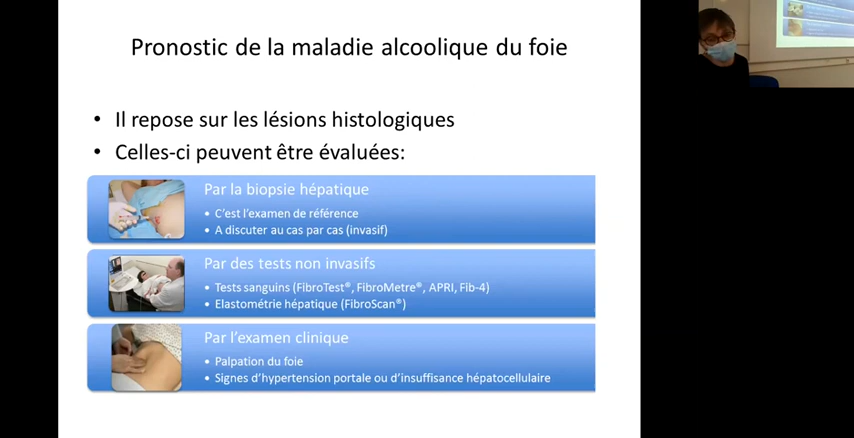 Pronostic de la maladie alcoolique du foie
• Il repose sur les lésions histologiques
• Celles-ci peuvent être évaluées:
Par la biopsie hépatique
• C'est l'examen de référence
• A discuter au cas par cas (invasif)
Par des tests non invasifs
• Tests sanguins (FibroTest®, FibroMetre®, APRI, Fib-4)
• Elastométrie hépatique (FibroScan®)
Par l'examen clinique
• Palpation du foie
• Signes d'hypertension portale ou d'insuffisance hépatocellulaire